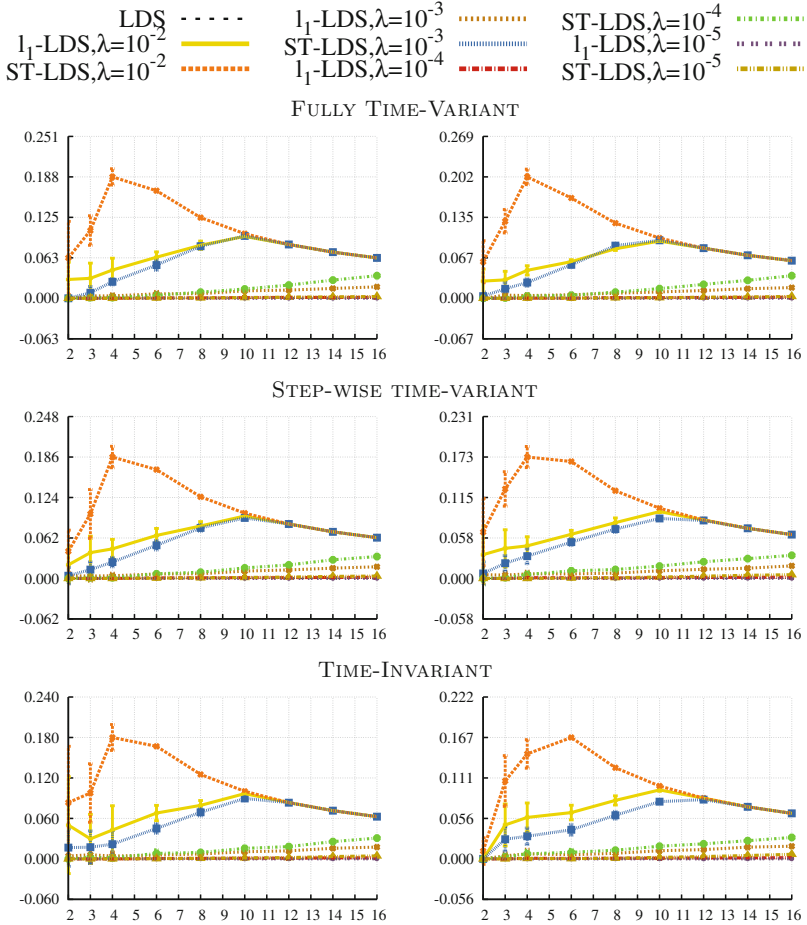 LDS
l1-LDS,λ=10-2
ST-LDS,λ=10-2
l1-LDS,λ=10-3
ST-LDS,λ=10-3
l1-LDS,λ=10-4
ST-LDS,λ=10-4
l1-LDS,λ=10-5
ST-LDS,λ=10-5
Fully Time-Variant
0.251
0.188
0.125
0.063
0.000
-0.063
2 3 4 5 6 7 8 9 10 11 12 13 14 15 16
0.269
0.202
0.135
0.067
0.000
-0.067
2 3 4 5 6 7 8 9 10 11 12 13 14 15 16
Step-wise time-variant
0.248
0.186
0.124
0.062
0.000
-0.062
2 3 4 5 6 7 8 9 10 11 12 13 14 15 16
0.231
0.173
0.115
0.058
0.000
-0.058
2 3 4 5 6 7 8 9 10 11 12 13 14 15 16
Time-Invariant
0.240
0.180
0.120
0.060
0.000
-0.060
2 3 4 5 6 7 8 9 10 11 12 13 14 15 16
0.222
0.167
0.111
0.056
0.000
-0.056
2 3 4 5 6 7 8 9 10 11 12 13 14 15 16